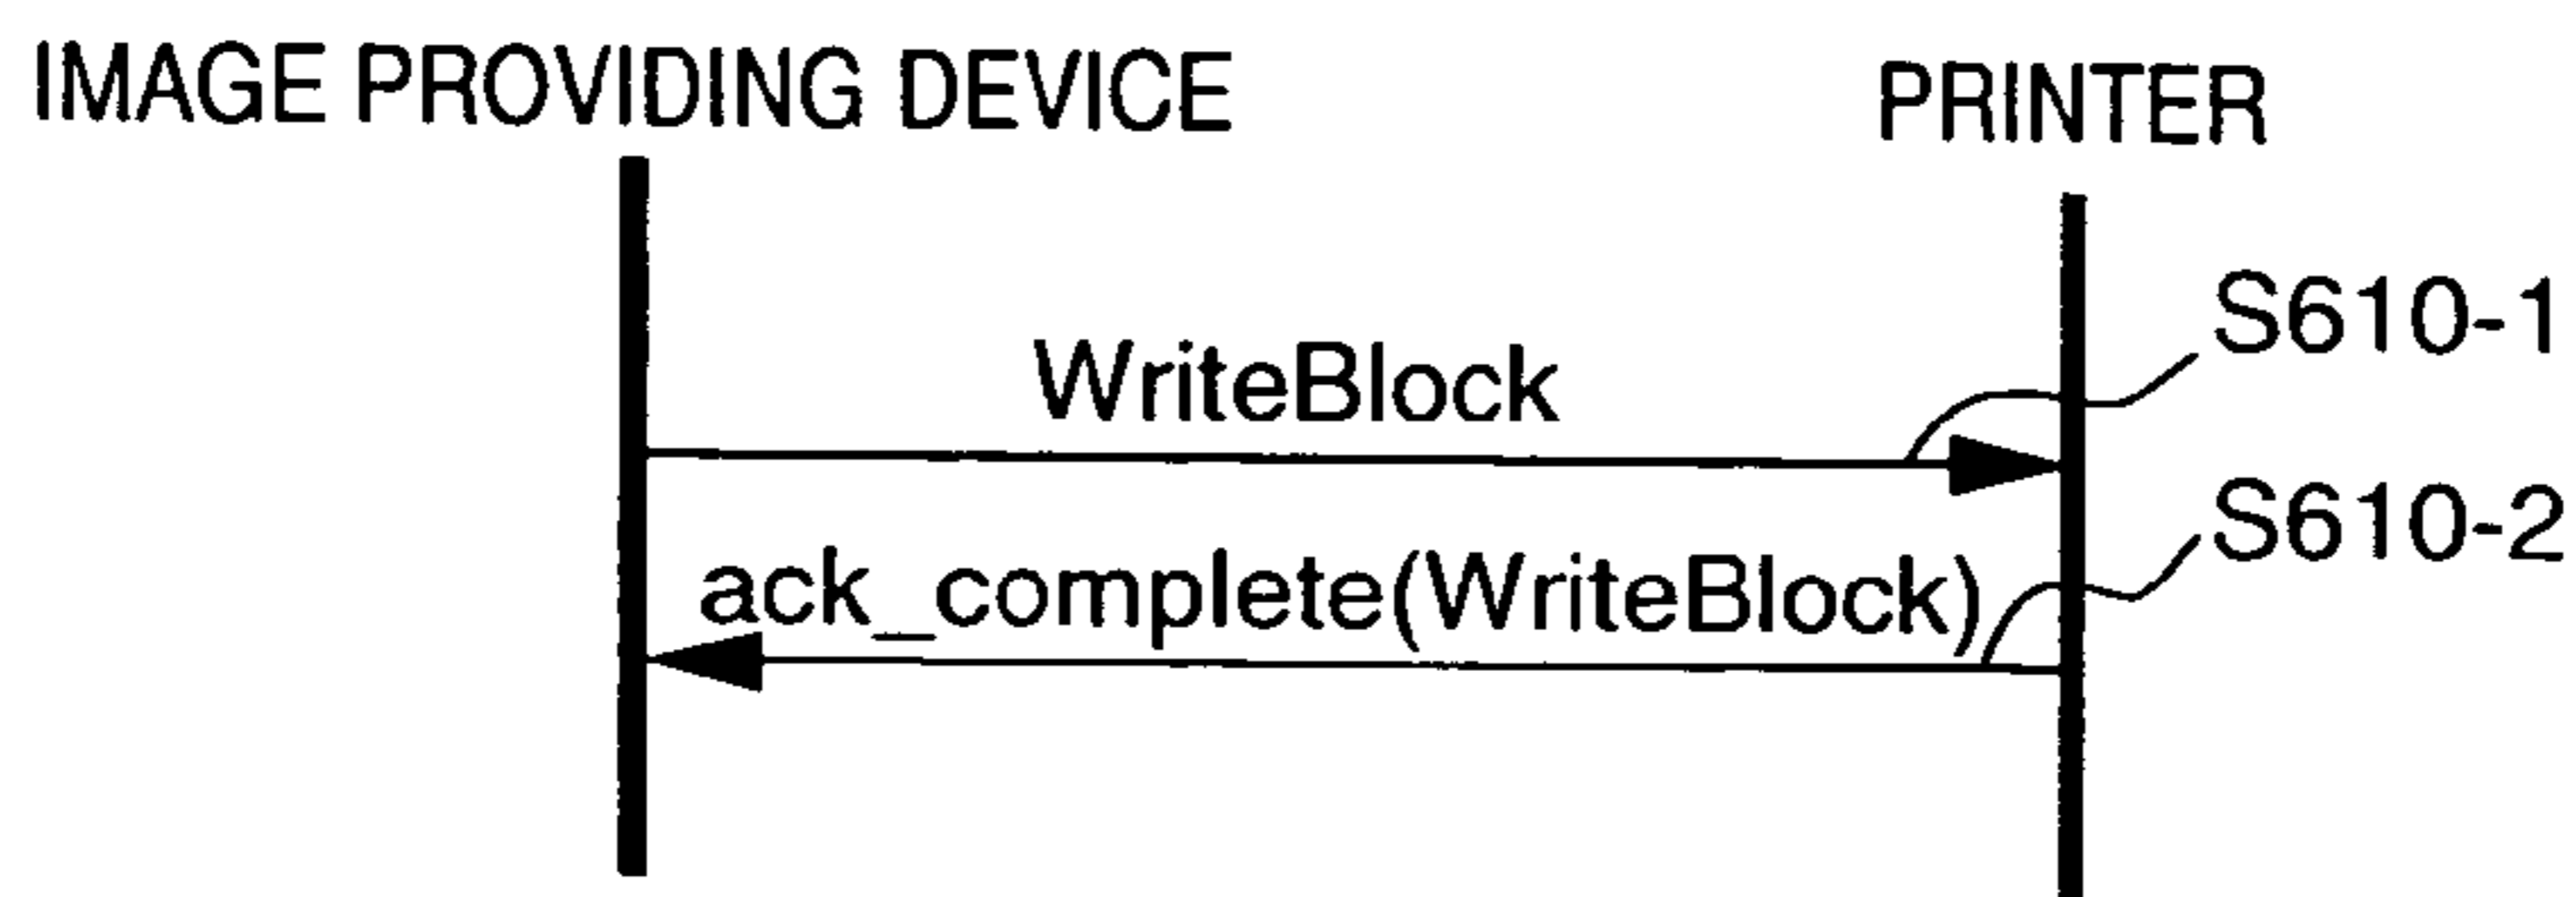 IMAGE PROVIDING DEVICE
PRINTER
S610-1
WriteBlock
S610-2
ack_complete(WriteBlock)